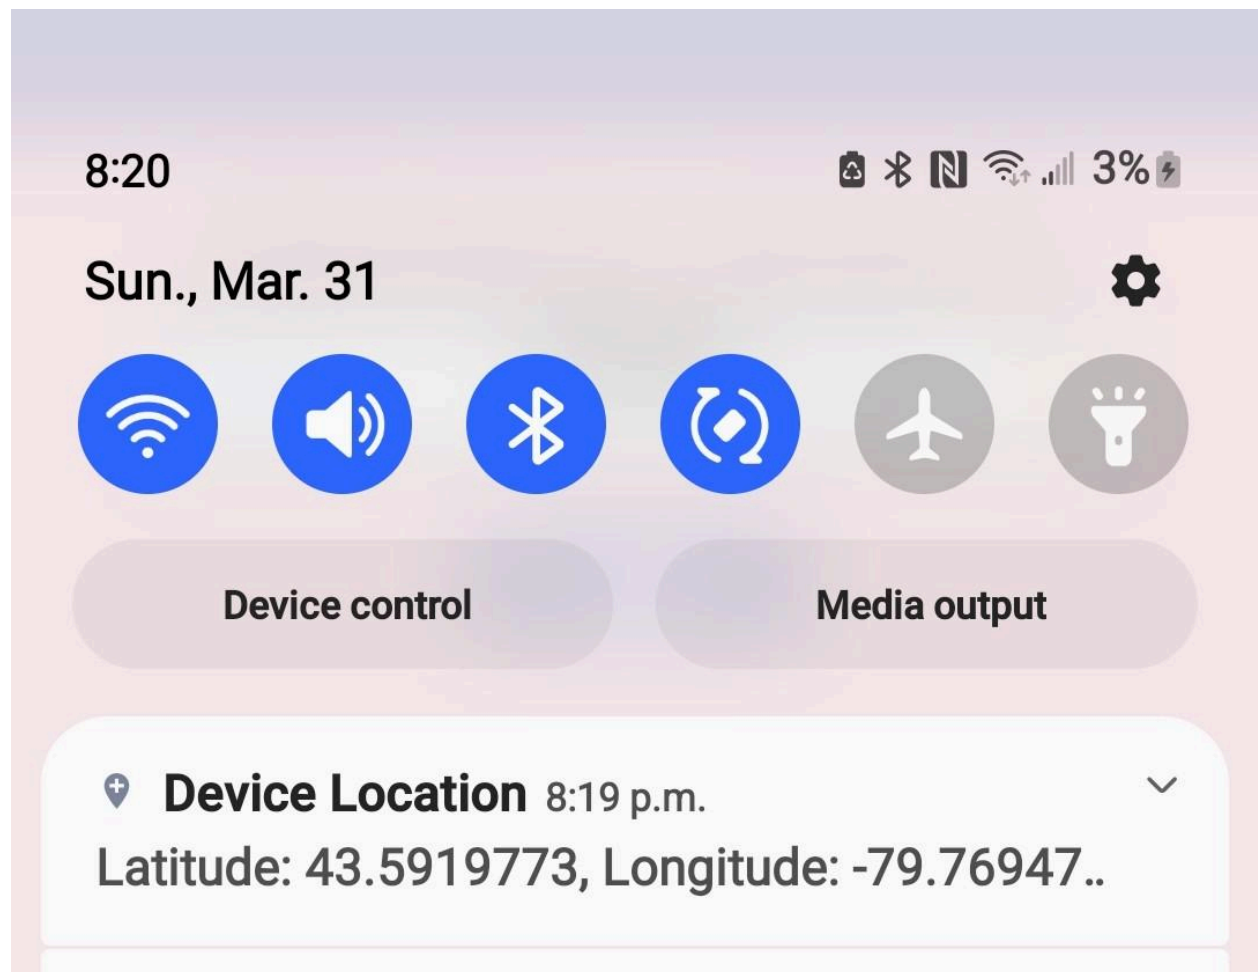 8:20 3%
Sun., Mar. 31
Device control Media output
Device Location 8:19 p.m.
Latitude: 43.5919773, Longitude: -79.76947..